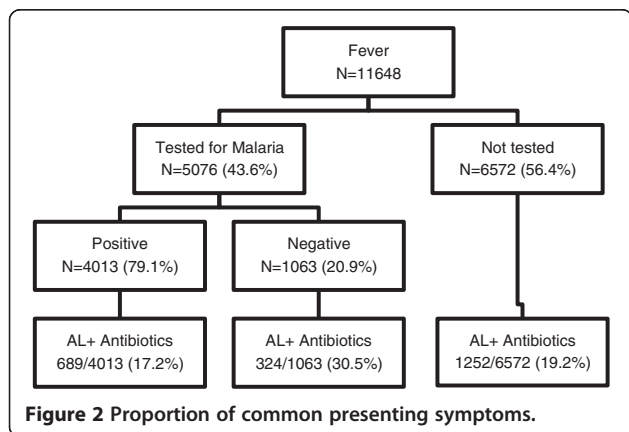 Fever
N=11648
Tested for Malaria
N=5076 (43.6%)
Not tested
N=6572 (56.4%)
Positive
N=4013 (79.1%)
Negative
N=1063 (20.9%)
AL+ Antibiotics
689/4013 (17.2%)
AL+ Antibiotics
324/1063 (30.5%)
AL+ Antibiotics
1252/6572 (19.2%)
Figure 2 Proportion of common presenting symptoms.